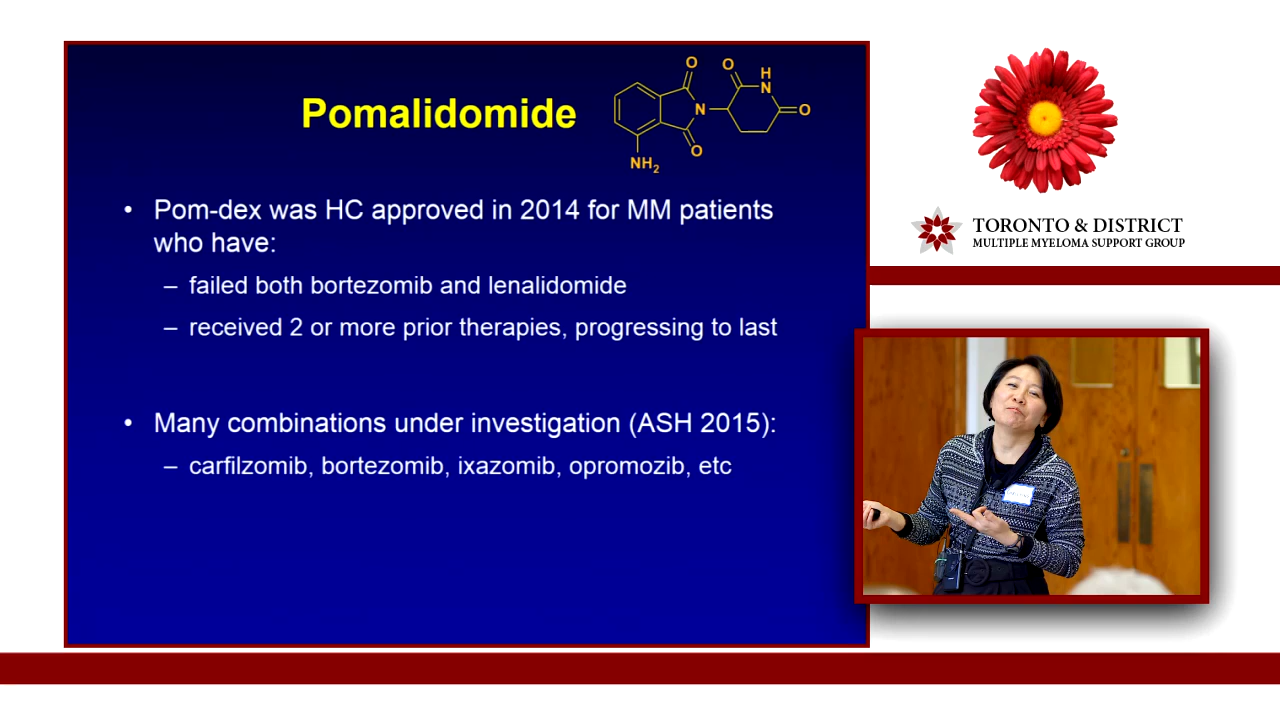 Pomalidomide
O
O
H
N
N
O
O
NH2
• Pom-dex was HC approved in 2014 for MM patients
who have:
– failed both bortezomib and lenalidomide
– received 2 or more prior therapies, progressing to last
• Many combinations under investigation (ASH 2015):
– carfilzomib, bortezomib, ixazomib, opromozib, etc
TORONTO & DISTRICT
MULTIPLE MYELOMA SUPPORT GROUP